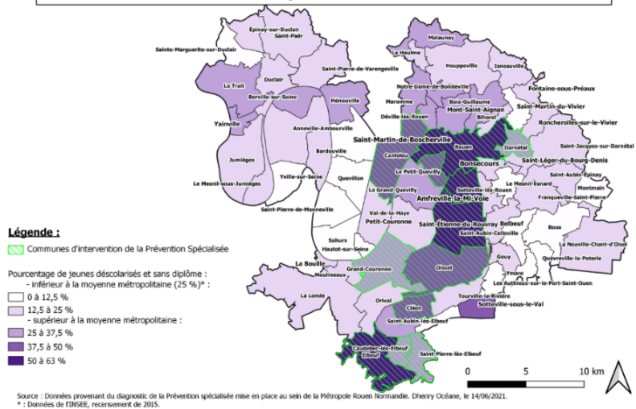 Épinay-sur-Duclair
Saint-Paër
Sainte-Marguerite-sur-Duclair
Saint-Pierre-de-Varengeville
Duclair
Le Trait
Berville-sur-Seine
Hénouville
Yainville
Anneville-Ambourville
Jumièges
Bardouville
Le Mesnil-sous-Jumièges
Yville-sur-Seine
Quevillon
Saint-Pierre-de-Manneville
Sahurs
Hautot-sur-Seine
Malaunay
Le Houlme
Houppeville
Isneauville
Notre-Dame-de-Bondeville
Fontaine-sous-Préaux
Maromme
Bois-Guillaume
Mont-Saint-Aignan
Bihorel
Saint-Martin-du-Vivier
Roncherolles-sur-le-Vivier
Déville-lès-Rouen
Saint-Martin-de-Boscherville
Rouen
Darnétal
Saint-Jacques-sur-Darnétal
Canteleu
Bonsecours
Saint-Léger-du-Bourg-Denis
Le Petit-Quevilly
Saint-Aubin-Épinay
Le Grand-Quevilly
Sotteville-lès-Rouen
Le Mesnil-Esnard
Montmain
Amfreville-la-Mi-Voie
Franqueville-Saint-Pierre
Val-de-la-Haye
Petit-Couronne
Saint-Étienne-du-Rouvray
Belbeuf
Saint-Aubin-Celloville
Boos
La Neuville-Chant-d'Oisel
Gouy
Quévreville-la-Poterie
Ymare
Les Authieux-sur-le-Port-Saint-Ouen
La Bouille
Moulineaux
Grand-Couronne
Oissel
La Londe
Orival
Tourville-la-Rivière
Cléon
Sotteville-sous-le-Val
Saint-Aubin-lès-Elbeuf
Caudebec-lès-Elbeuf
Elbeuf
Saint-Pierre-lès-Elbeuf
Légende :
Communes d'intervention de la Prévention Spécialisée
Pourcentage de jeunes déscolarisés et sans diplôme :
- inférieur à la moyenne métropolitaine (25 %)* :
0 à 12,5 %
12,5 à 25 %
- supérieur à la moyenne métropolitaine :
25 à 37,5 %
37,5 à 50 %
50 à 63 %
0 5 10 km
Source : Données provenant du diagnostic de la Prévention spécialisée mise en place au sein de la Métropole Rouen Normandie. Dhenry Océane, le 14/06/2021.
* : Données de l'INSEE, recensement de 2015.